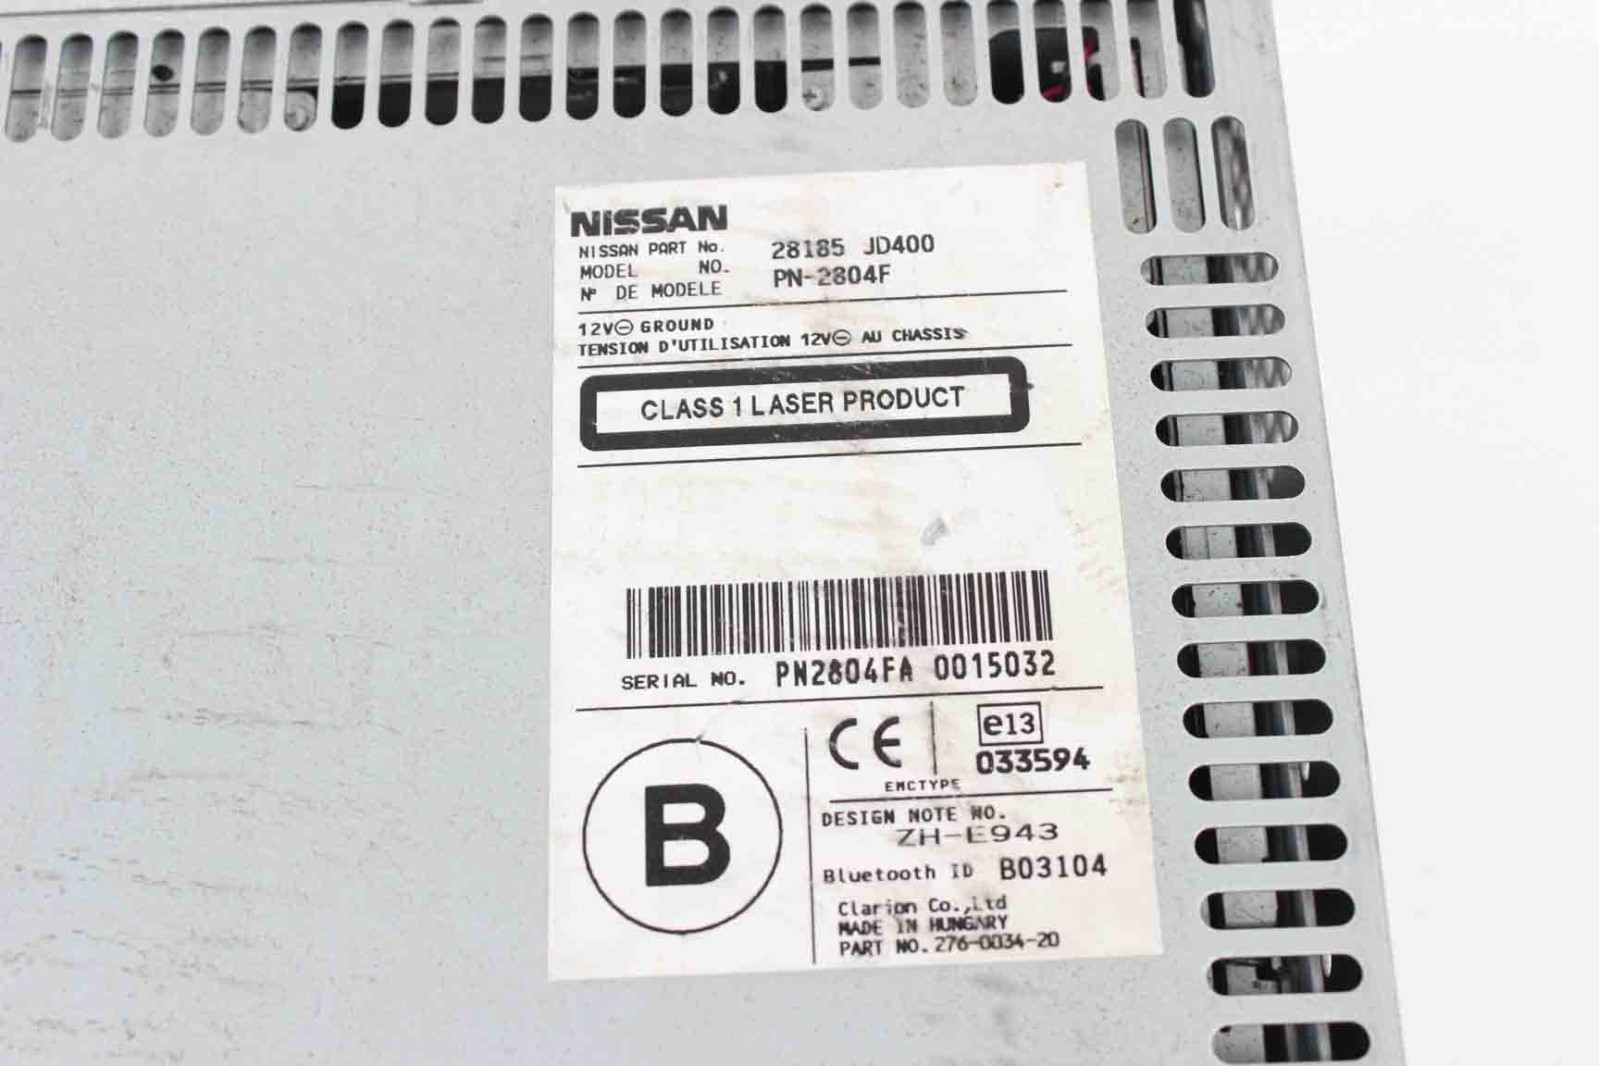 NISSAN
NISSAN PART No. 28185 JD400
MODEL NO. PN-2804F
Nº DE MODELE
12V⊖ GROUND
TENSION D'UTILISATION 12V⊖ AU CHASSIS
CLASS 1 LASER PRODUCT
SERIAL NO. PN2804FA 0015032
B
CE
e13
033594
EMCTYPE
DESIGN NOTE NO.
ZH-E943
Bluetooth ID B03104
Clarion Co.,Ltd
MADE IN HUNGARY
PART NO. 276-0034-20